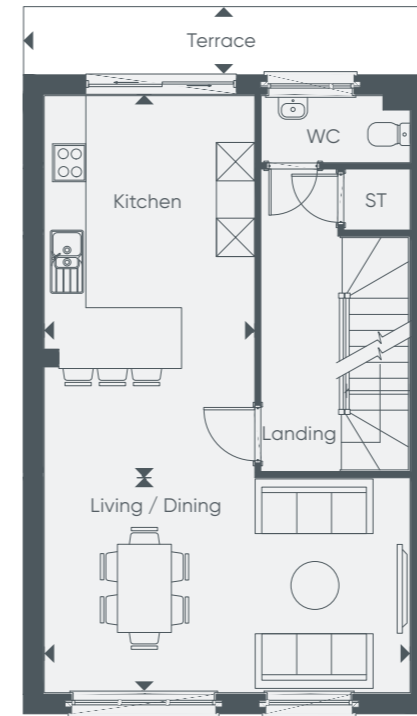 Terrace
WC
Kitchen
ST
Landing
Living / Dining